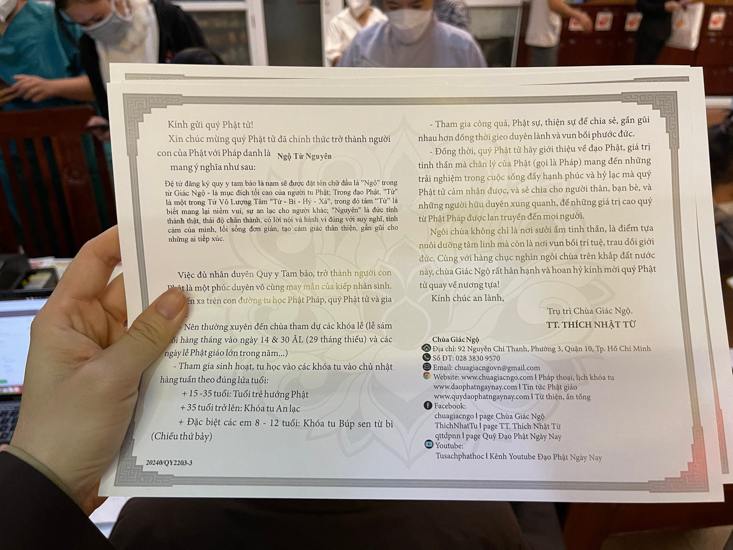 Kính gửi quý Phật tử!
Xin chúc mừng quý Phật tử đã chính thức trở thành người
con của Phật với Pháp danh là Ngộ Từ Nguyên
mang ý nghĩa như sau:
Đệ tử đăng ký quy y tam bảo là nam sẽ được đặt tên chữ đầu là "Ngộ" trong
từ Giác Ngộ - là mục đích tối cao của người tu Phật; Trong đạo Phật, "Từ"
là một trong Tứ Vô Lượng Tâm "Từ - Bi - Hỷ - Xả", trong đó tâm "Từ" là
biết mang lại niềm vui, sự an lạc cho người khác; "Nguyên" là đức tính
thành thật, thái độ chân thành, có lời nói và hành vi đúng với suy nghĩ, tình
cảm của mình, lối sống đơn giản, tạo cảm giác thân thiện, gần gũi cho
những ai tiếp xúc.
Việc đủ nhân duyên Quy y Tam bảo, trở thành người con
Phật là một phúc duyên vô cùng may mắn của kiếp nhân sinh.
xa trên con đường tu học Phật Pháp, quý Phật tử và gia
Nên thường xuyên đến chùa tham dự các khóa lễ (lễ sám
hối hàng tháng vào ngày 14 & 30 ÂL (29 tháng thiếu) và các
ngày lễ Phật giáo lớn trong năm...)
- Tham gia sinh hoạt, tu học vào các khóa tu vào chủ nhật
hàng tuần theo đúng lứa tuổi:
+ 15 -35 tuổi: Tuổi trẻ hướng Phật
+ 35 tuổi trở lên: Khóa tu An lạc
+ Đặc biệt các em 8 - 12 tuổi: Khóa tu Búp sen từ bi
(Chiều thứ bảy)
20240/QY2203-3
- Tham gia công quả, Phật sự, thiện sự để chia sẻ, gần gũi
nhau hơn đồng thời gieo duyên lành và vun bồi phước đức.
- Đồng thời, quý Phật tử hãy giới thiệu về đạo Phật, giá trị
tinh thần mà chân lý của Phật (gọi là Pháp) mang đến những
trải nghiệm trong cuộc sống đầy hạnh phúc và hỷ lạc mà quý
Phật tử cảm nhận được, và sẻ chia cho người thân, bạn bè, và
những người hữu duyên xung quanh, để những giá trị cao quý
từ Phật Pháp được lan truyền đến mọi người.
Ngôi chùa không chỉ là nơi sưởi ấm tinh thần, là điểm tựa
nuôi dưỡng tâm linh mà còn là nơi vun bồi trí tuệ, trau dồi giới
đức. Cùng với hàng chục nghìn ngôi chùa trên khắp đất nước
này, chùa Giác Ngộ rất hân hạnh và hoan hỷ kính mời quý Phật
tử quay về nương tựa!
Kính chúc an lành,
Trụ trì Chùa Giác Ngộ.
TT. THÍCH NHẬT TỪ
Chùa Giác Ngộ
Địa chỉ: 92 Nguyễn Chí Thanh, Phường 3, Quận 10, Tp. Hồ Chí Minh
Số ĐT: 028 3830 9570
Email: chuagiacngovn@gmail.com
Website: www.chuagiacngo.com | Pháp thoại, lịch khóa tu
www.daophatngaynay.com | Tin tức Phật giáo
www.quydaophatngaynay.com | Từ thiện, ấn tống
Facebook:
chuagiacngo | page Chùa Giác Ngộ
ThichNhatTu | page TT. Thích Nhật Từ
qttdpnn | page Quỹ Đạo Phật Ngày Nay
Youtube:
Tusachphathoc | Kênh Youtube Đạo Phật Ngày Nay